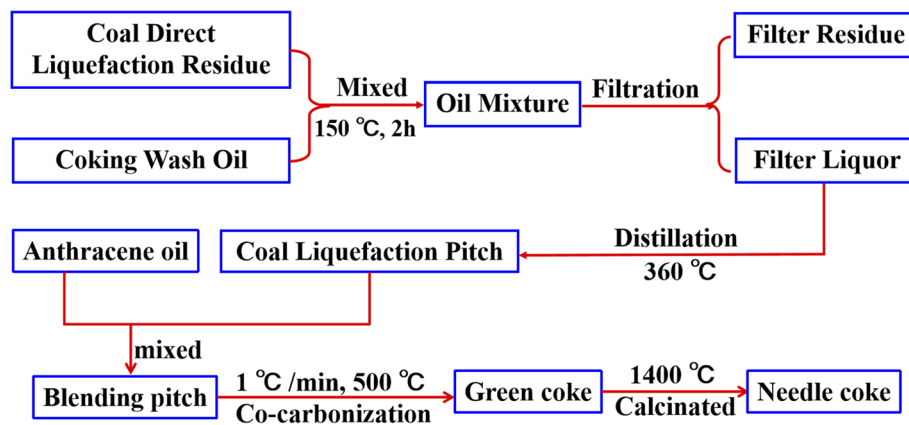 Coal Direct
Liquefaction Residue
Coking Wash Oil
Mixed
150 ℃, 2h
Oil Mixture
Filtration
Filter Residue
Filter Liquor
Distillation
360 ℃
Coal Liquefaction Pitch
Anthracene oil
mixed
Blending pitch
1 ℃ /min, 500 ℃
Co-carbonization
Green coke
1400 ℃
Calcinated
Needle coke